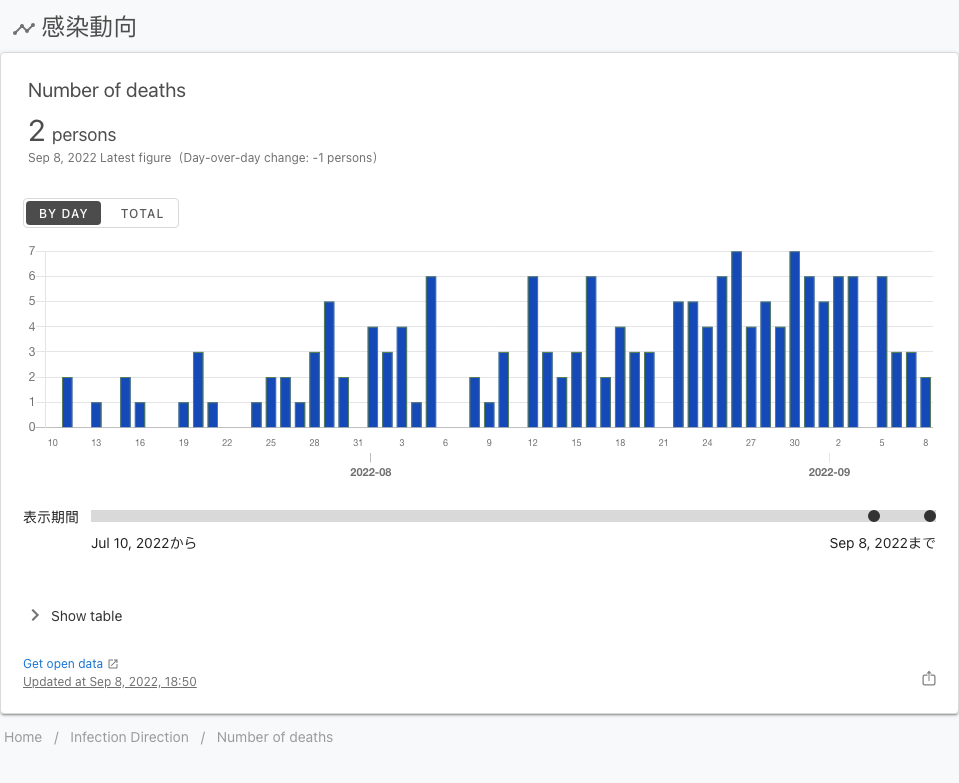 感染動向
Number of deaths
2 persons
Sep 8, 2022 Latest figure (Day-over-day change: -1 persons)
BY DAY TOTAL
7
6
5
4
3
2
1
0
10 13 16 19 22 25 28 31 3 6 9 12 15 18 21 24 27 30 2 5 8
2022-08 2022-09
表示期間
Jul 10, 2022から Sep 8, 2022まで
Show table
Get open data
Updated at Sep 8, 2022, 18:50
Home / Infection Direction / Number of deaths